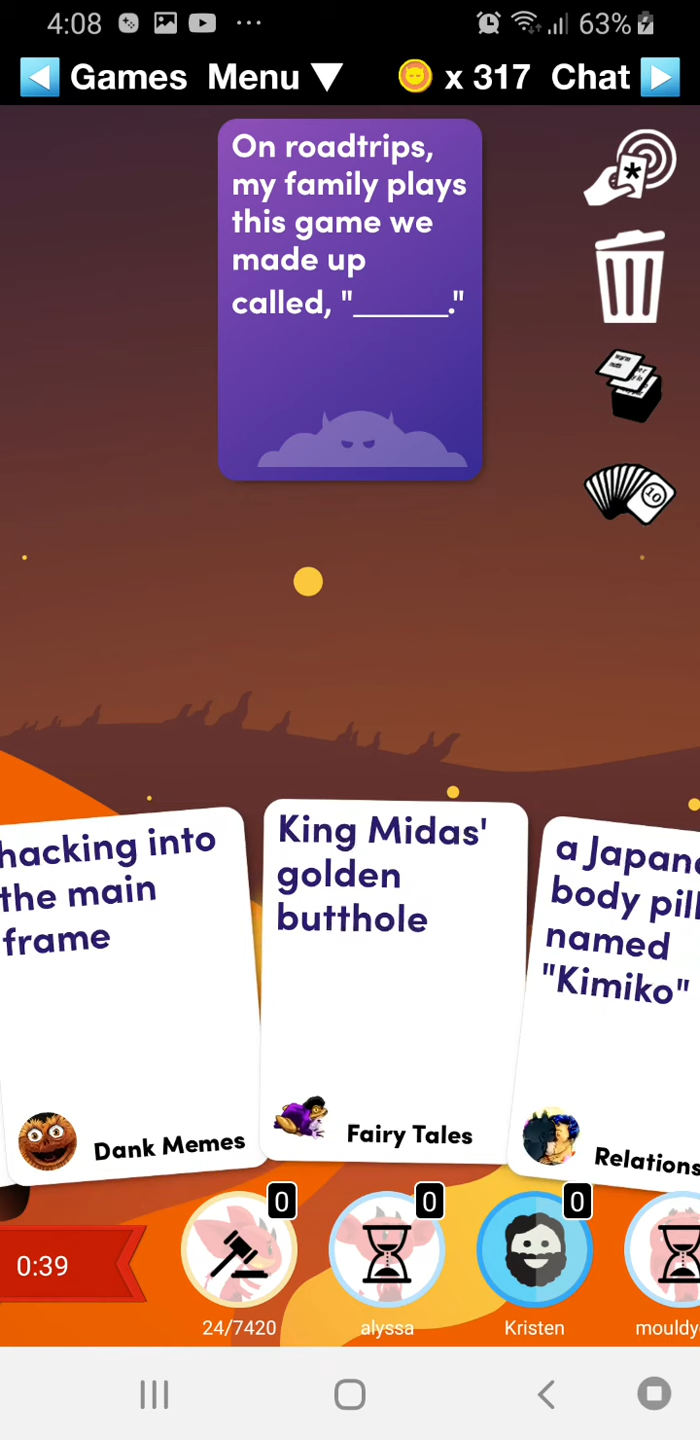 4:08 63%
Games Menu ▼ x 317 Chat
On roadtrips,
my family plays
this game we
made up
called, "______."
*
10
hacking into
the main
frame
Dank Memes
King Midas'
golden
butthole
Fairy Tales
a Japan
body pil
named
"Kimiko"
Relations
0 0 0
0:39
24/7420 alyssa Kristen mouldy